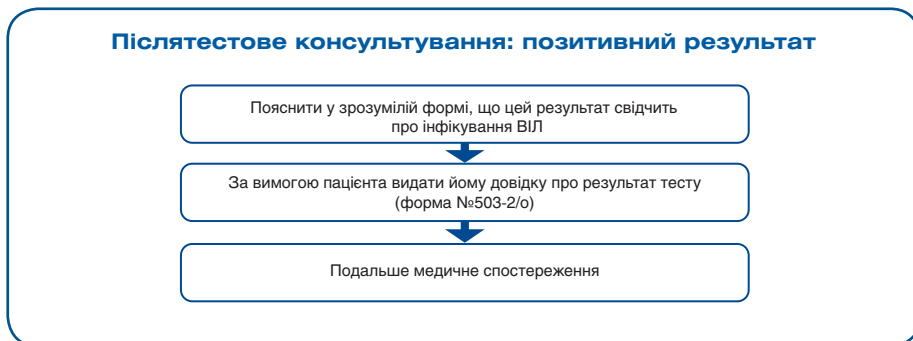 Післятестове консультування: позитивний результат
Пояснити у зрозумілій формі, що цей результат свідчить
про інфікування ВІЛ
За вимогою пацієнта видати йому довідку про результат тесту
(форма №503-2/о)
Подальше медичне спостереження